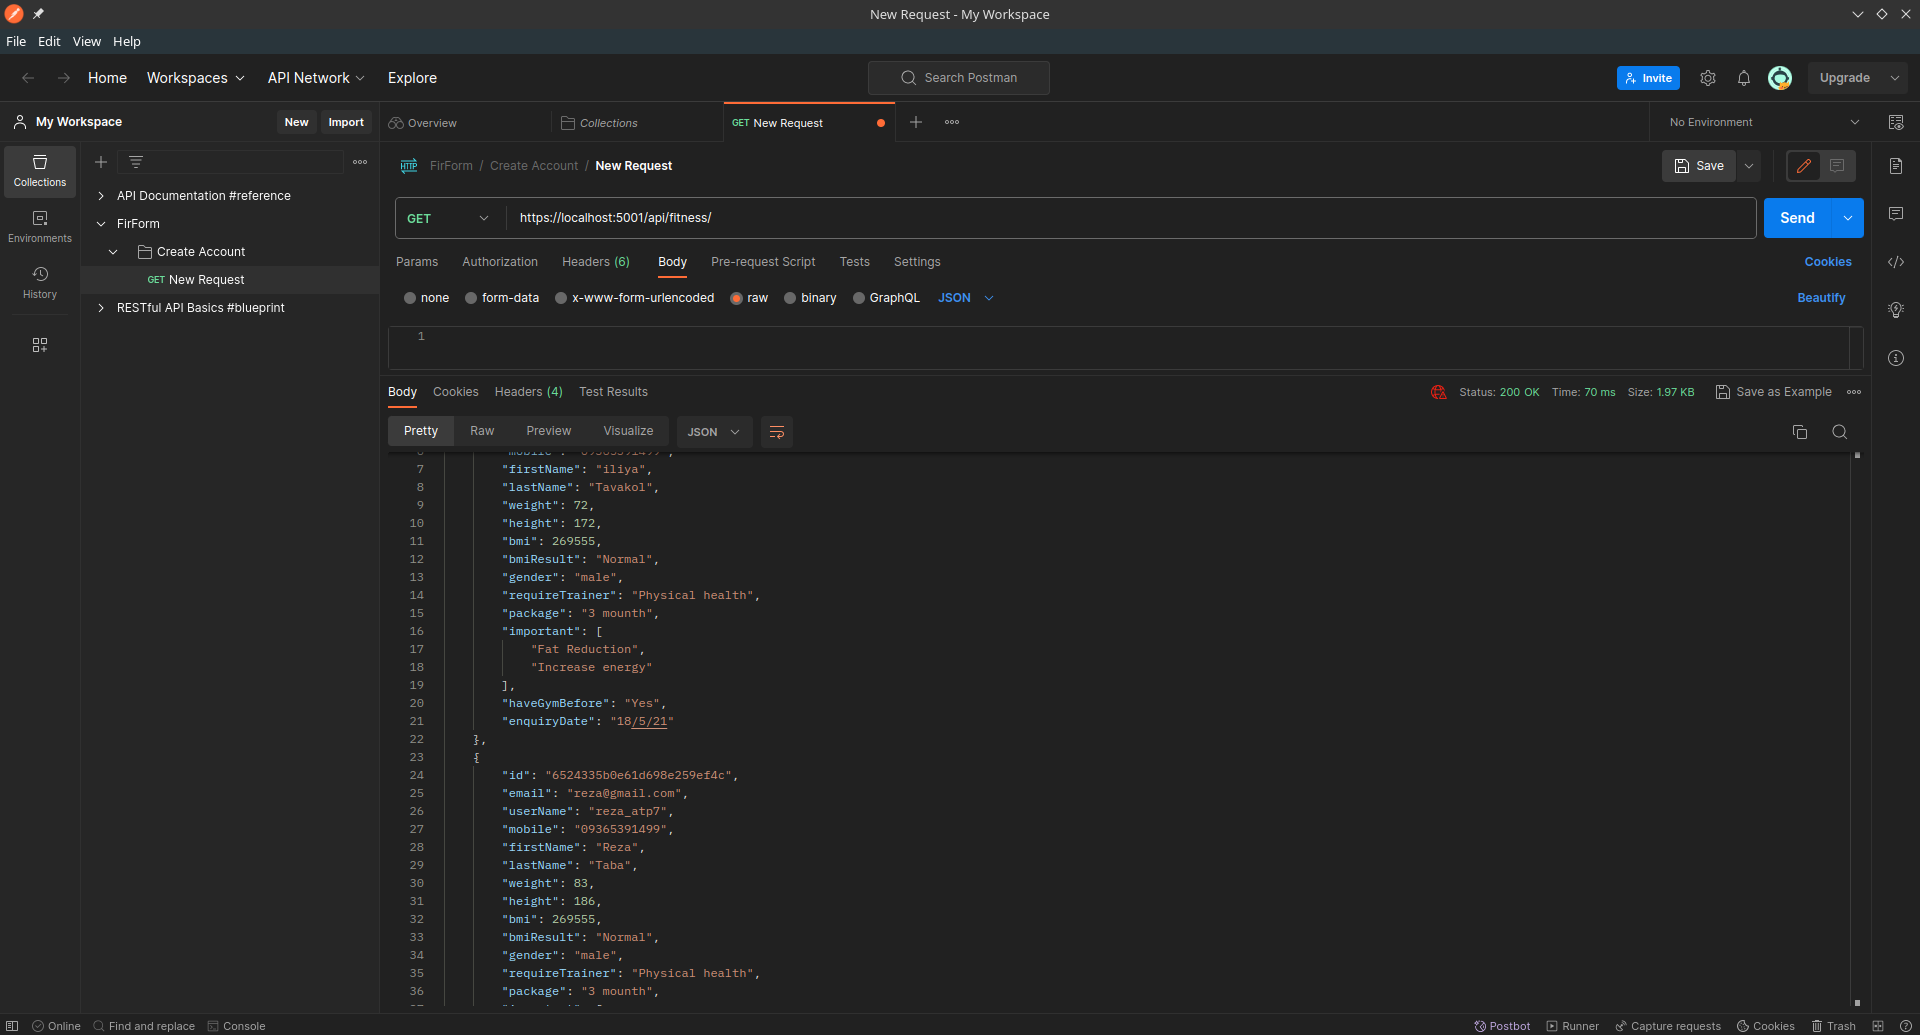 New Request - My Workspace
File Edit View Help
Home Workspaces API Network Explore Search Postman Invite Upgrade
My Workspace New Import Overview Collections GET New Request No Environment
FirForm / Create Account / New Request Save
Collections
Environments
History
API Documentation #reference
FirForm
Create Account
GET New Request
RESTful API Basics #blueprint
GET https://localhost:5001/api/fitness/ Send
Params Authorization Headers (6) Body Pre-request Script Tests Settings Cookies
none form-data x-www-form-urlencoded raw binary GraphQL JSON Beautify
1
Body Cookies Headers (4) Test Results Status: 200 OK Time: 70 ms Size: 1.97 KB Save as Example
Pretty Raw Preview Visualize JSON
6 "mobile": "09365391499",
7 "firstName": "iliya",
8 "lastName": "Tavakol",
9 "weight": 72,
10 "height": 172,
11 "bmi": 269555,
12 "bmiResult": "Normal",
13 "gender": "male",
14 "requireTrainer": "Physical health",
15 "package": "3 mounth",
16 "important": [
17 "Fat Reduction",
18 "Increase energy"
19 ],
20 "haveGymBefore": "Yes",
21 "enquiryDate": "18/5/21"
22 },
23 {
24 "id": "6524335b0e61d698e259ef4c",
25 "email": "reza@gmail.com",
26 "userName": "reza_atp7",
27 "mobile": "09365391499",
28 "firstName": "Reza",
29 "lastName": "Taba",
30 "weight": 83,
31 "height": 186,
32 "bmi": 269555,
33 "bmiResult": "Normal",
34 "gender": "male",
35 "requireTrainer": "Physical health",
36 "package": "3 mounth",
Online Find and replace Console Postbot Runner Capture requests Cookies Trash